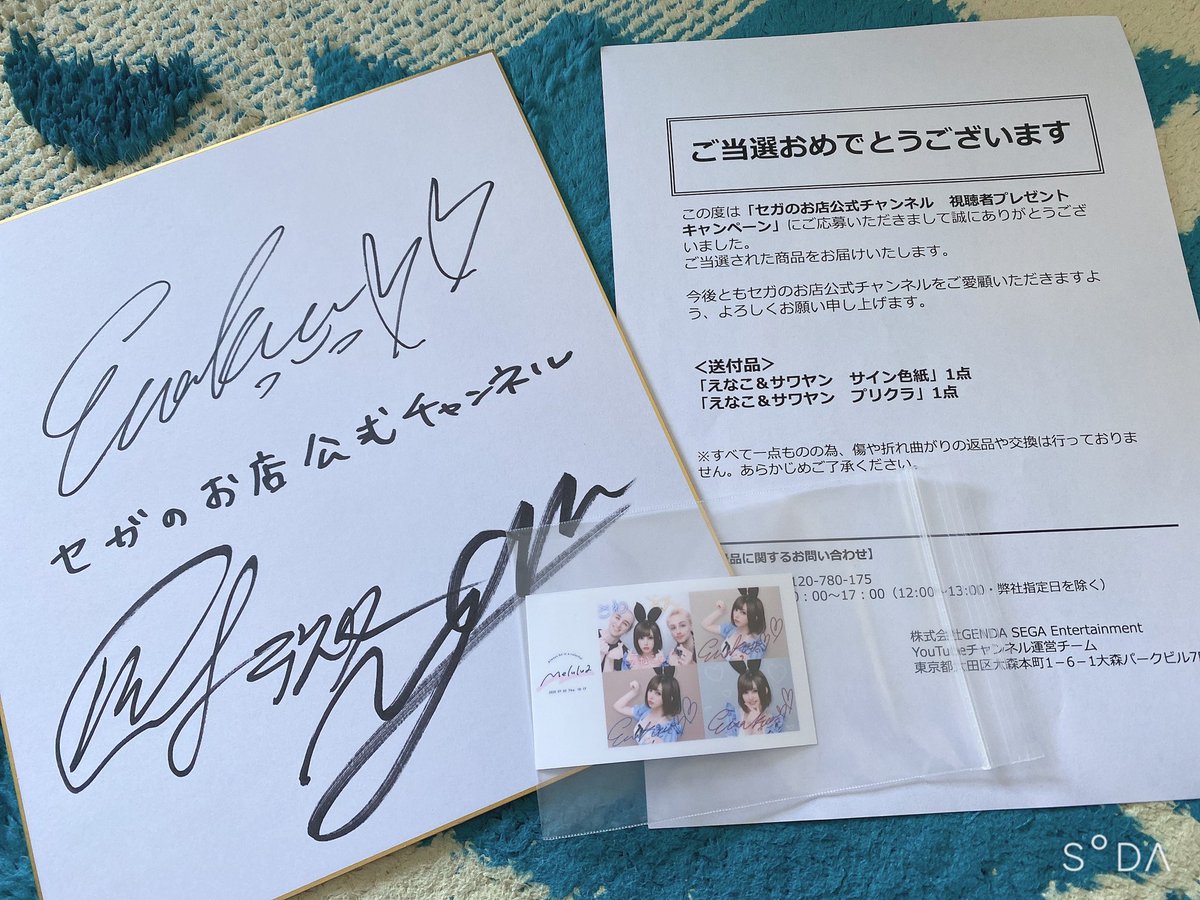 Enako
セガのお店公式チャンネル
ご当選おめでとうございます
この度は「セガのお店公式チャンネル　視聴者プレゼント
キャンペーン」にご応募いただきまして誠にありがとうござ
いました。
ご当選された商品をお届けいたします。
今後ともセガのお店公式チャンネルをご愛顧いただきますよ
う、よろしくお願い申し上げます。
＜送付品＞
「えなこ＆サワヤン　サイン色紙」1点
「えなこ＆サワヤン　プリクラ」1点
※すべて一点ものの為、傷や折れ曲がりの返品や交換は行っておりま
せん。あらかじめご了承ください。
品に関するお問い合わせ】
120-780-175
0：00～17：00（12:00～13:00・弊社指定日を除く）
株式会社GENDA SEGA Entertainment
YouTubeチャンネル運営チーム
東京都大田区大森本町1－6－1大森パークビル7
Melulu2
SODA